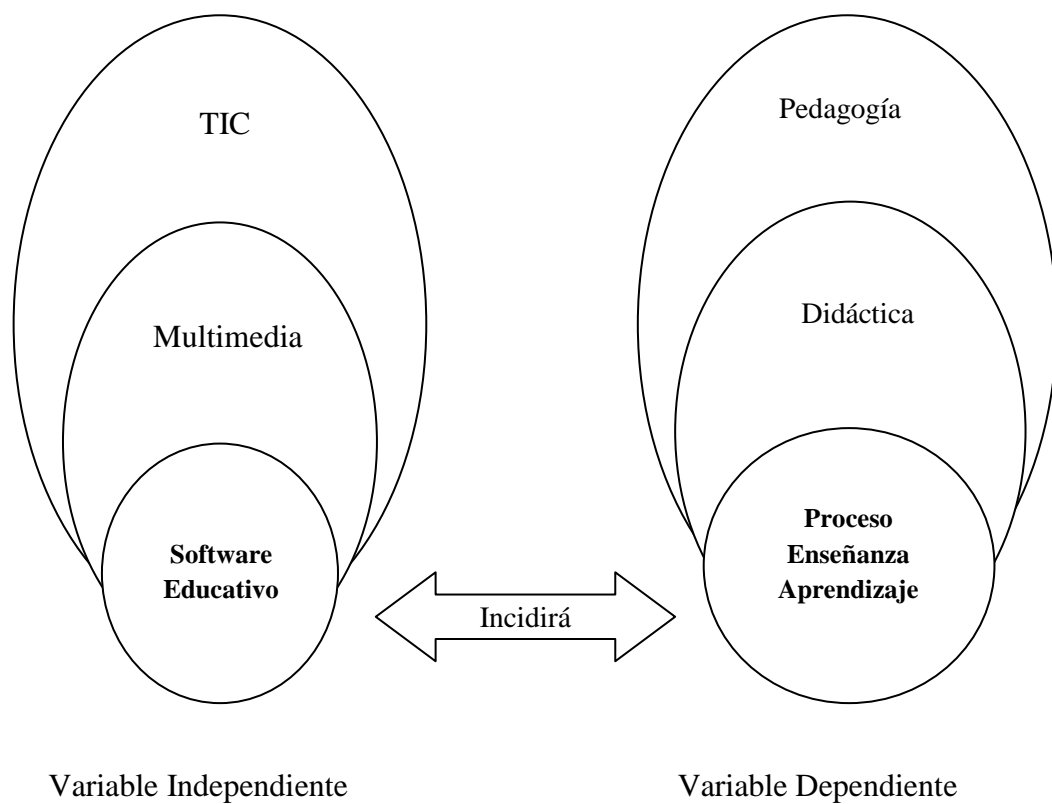 TIC
Multimedia
Software
Educativo
Pedagogía
Didáctica
Proceso
Enseñanza
Aprendizaje
Incidirá
Variable Independiente
Variable Dependiente